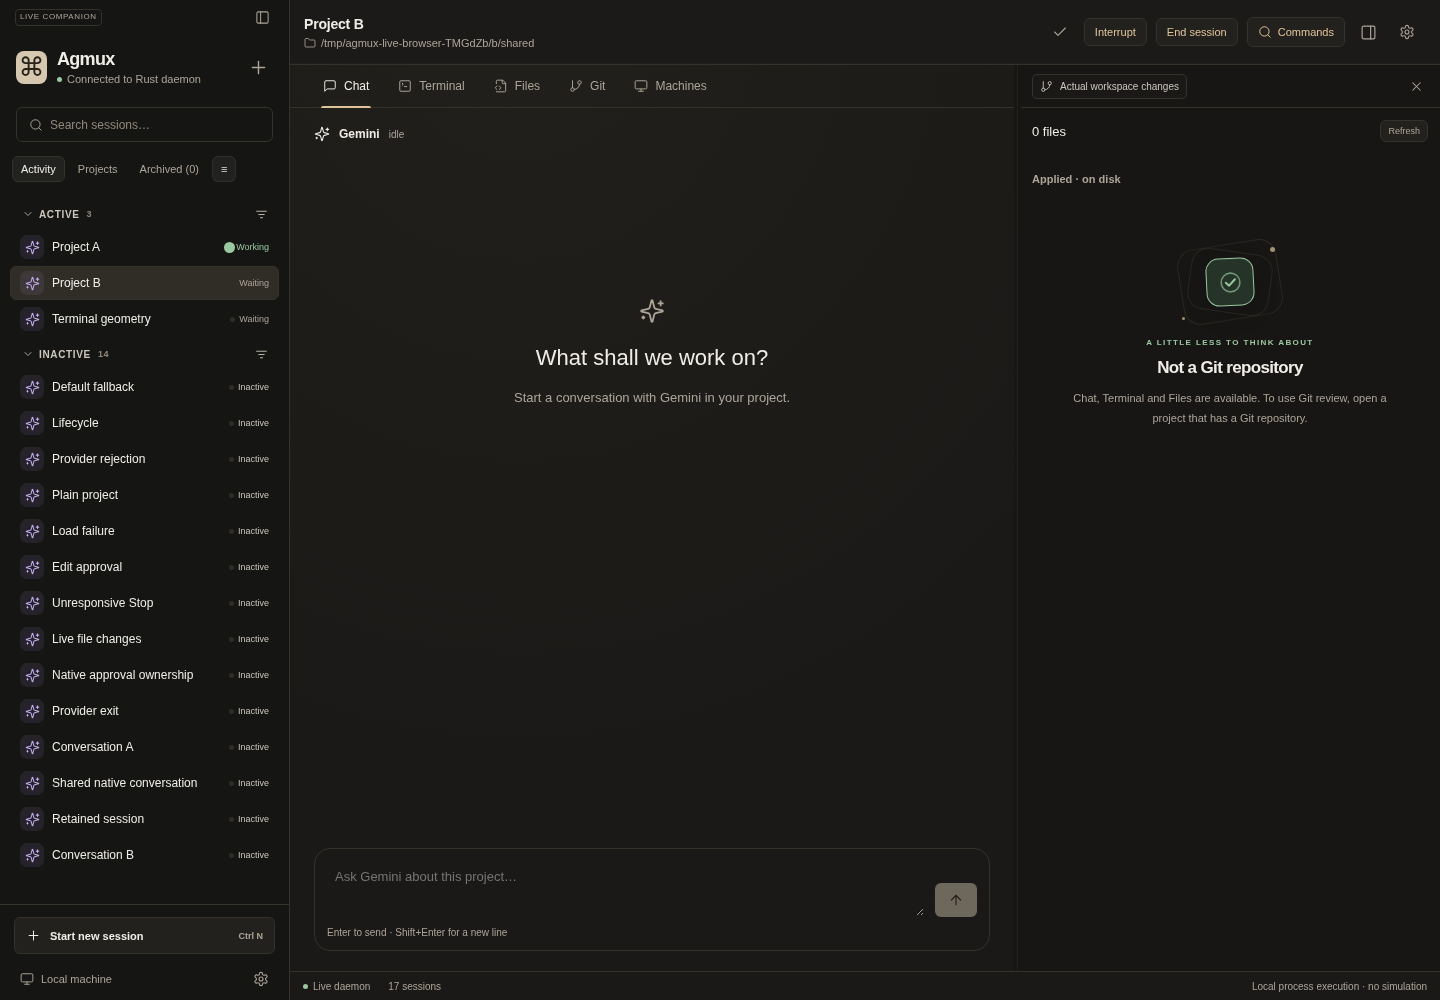 LIVE COMPANION
Agmux
Connected to Rust daemon
Search sessions…
Activity
Projects
Archived (0)
≡
ACTIVE 3
Project A Working
Project B Waiting
Terminal geometry Waiting
INACTIVE 14
Default fallback Inactive
Lifecycle Inactive
Provider rejection Inactive
Plain project Inactive
Load failure Inactive
Edit approval Inactive
Unresponsive Stop Inactive
Live file changes Inactive
Native approval ownership Inactive
Provider exit Inactive
Conversation A Inactive
Shared native conversation Inactive
Retained session Inactive
Conversation B Inactive
Start new session Ctrl N
Local machine
Project B
/tmp/agmux-live-browser-TMGdZb/b/shared
Interrupt
End session
Commands
Chat
Terminal
Files
Git
Machines
Gemini idle
What shall we work on?
Start a conversation with Gemini in your project.
Ask Gemini about this project…
Enter to send · Shift+Enter for a new line
Actual workspace changes
0 files
Refresh
Applied · on disk
A LITTLE LESS TO THINK ABOUT
Not a Git repository
Chat, Terminal and Files are available. To use Git review, open a
project that has a Git repository.
Live daemon
17 sessions
Local process execution · no simulation